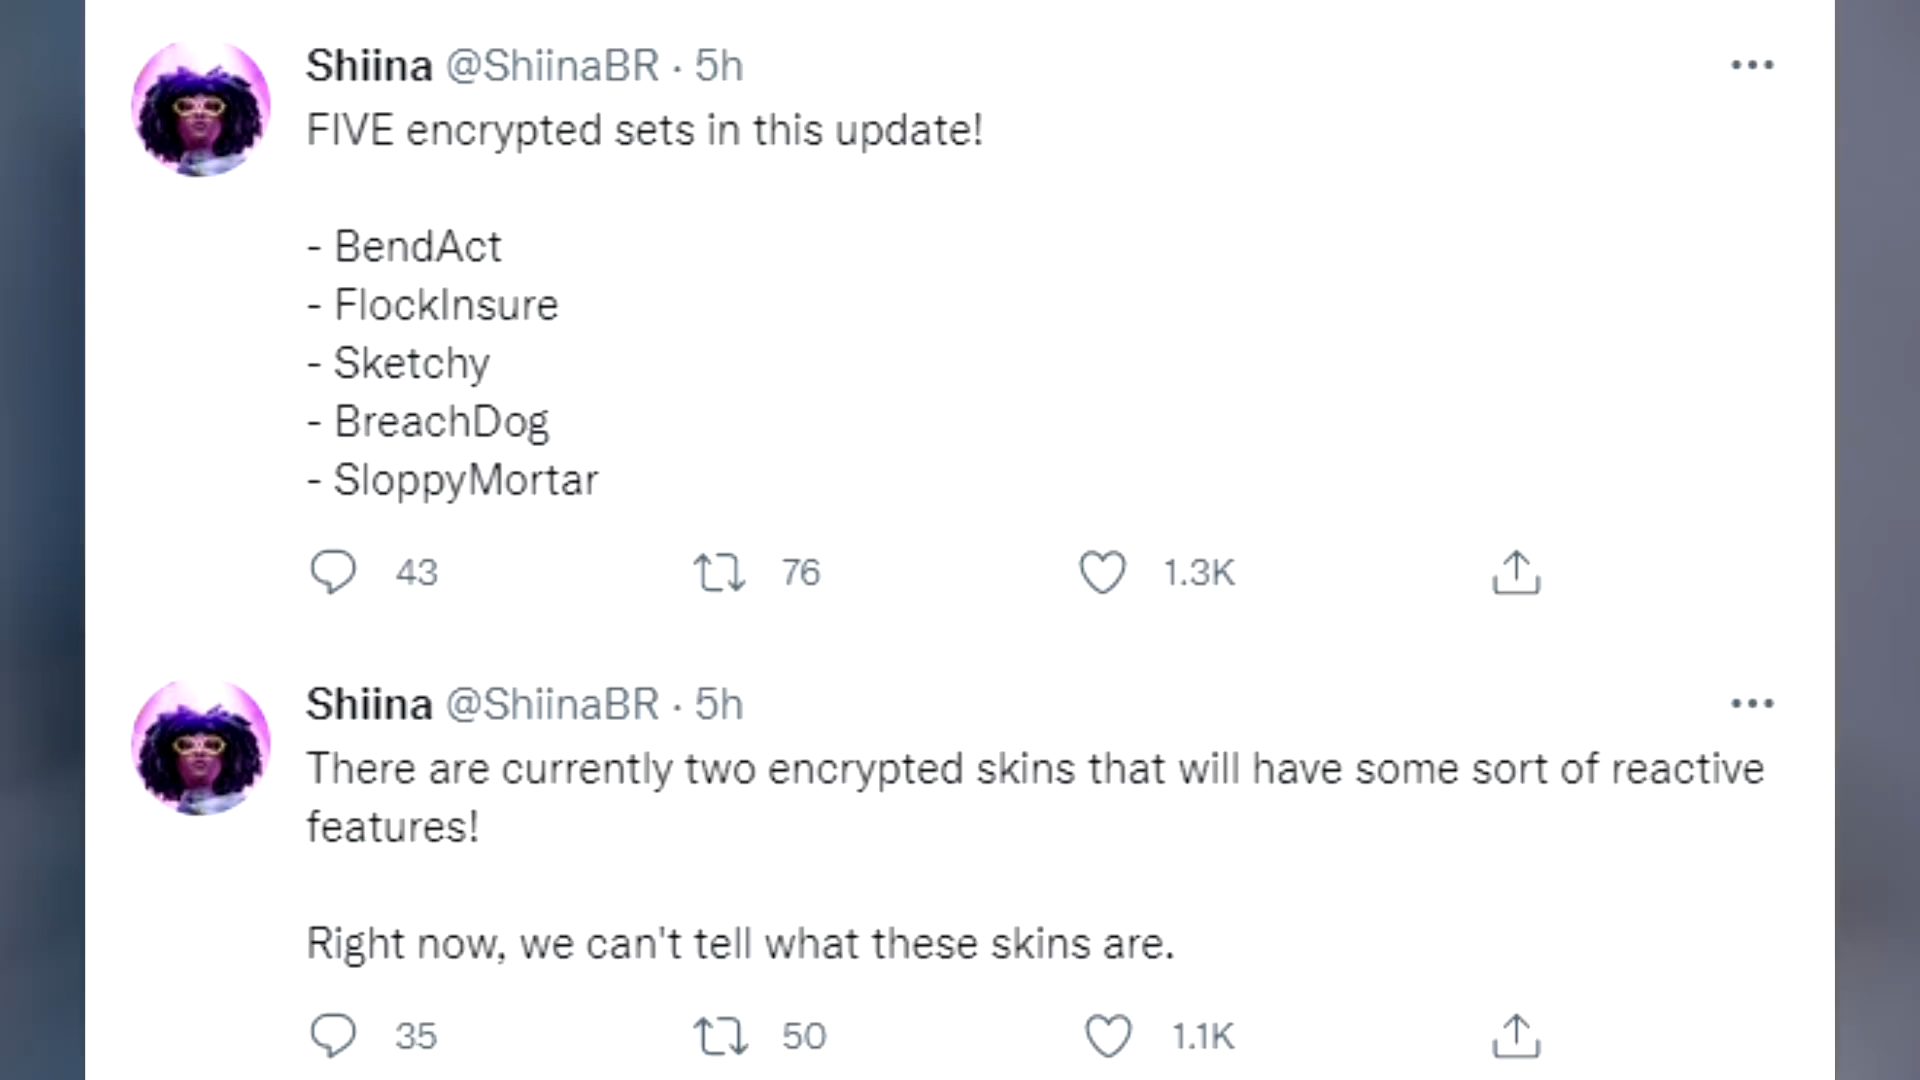 Shiina @ShiinaBR · 5h
FIVE encrypted sets in this update!
- BendAct
- FlockInsure
- Sketchy
- BreachDog
- SloppyMortar
43 76 1.3K
Shiina @ShiinaBR · 5h
There are currently two encrypted skins that will have some sort of reactive
features!
Right now, we can't tell what these skins are.
35 50 1.1K